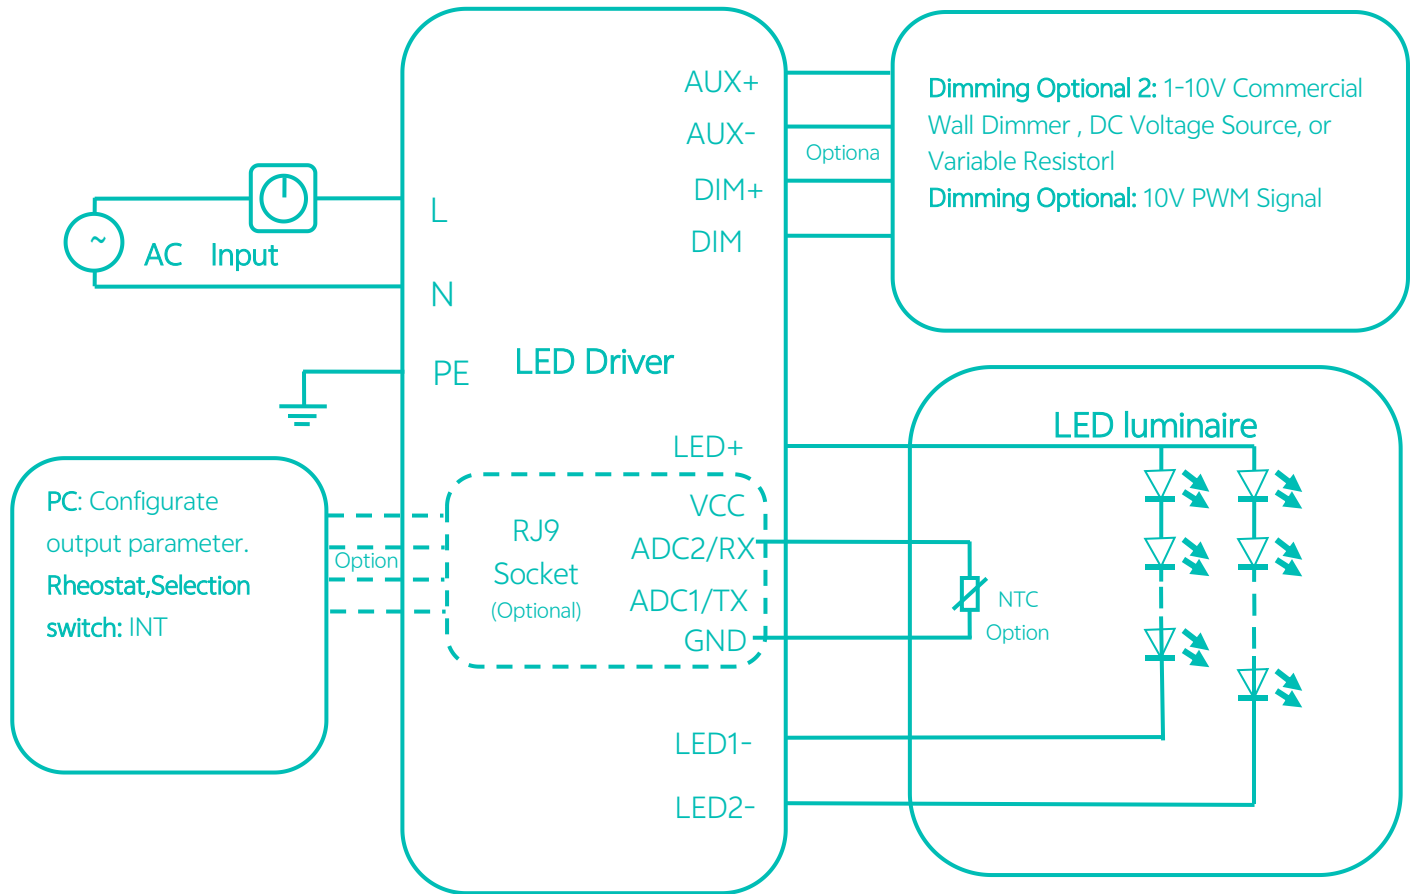 AUX+
AUX-
Optiona
DIM+
DIM
Dimming Optional 2: 1-10V Commercial
Wall Dimmer , DC Voltage Source, or
Variable Resistorl
Dimming Optional: 10V PWM Signal
L
~
AC Input
N
PE
LED Driver
LED luminaire
LED+
PC: Configurate
output parameter.
Rheostat,Selection
switch: INT
Option
RJ9
Socket
(Optional)
VCC
ADC2/RX
ADC1/TX
GND
NTC
Option
LED1-
LED2-